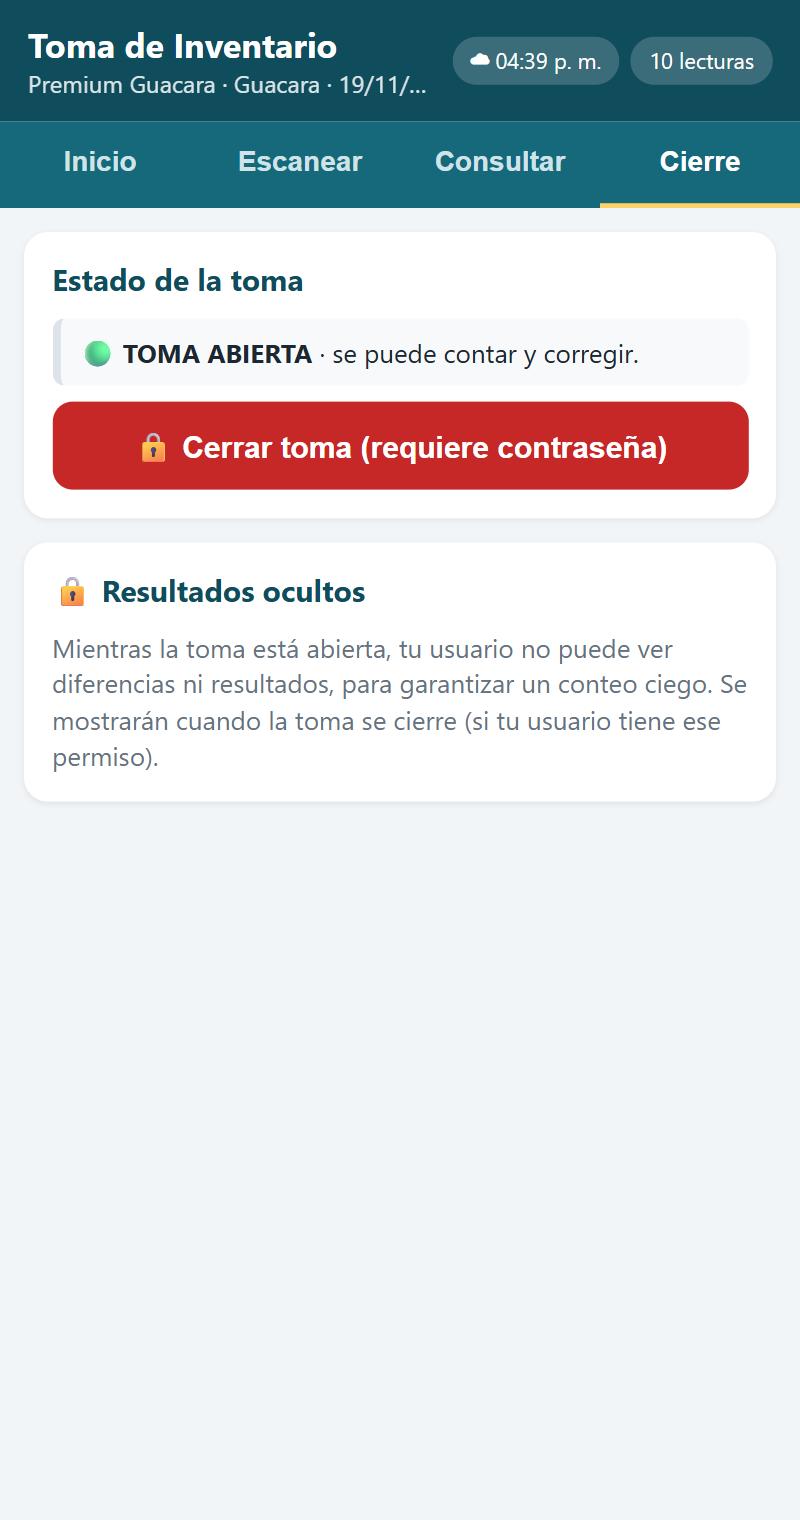 Toma de Inventario
Premium Guacara · Guacara · 19/11/...
04:39 p. m.
10 lecturas
Inicio
Escanear
Consultar
Cierre
Estado de la toma
TOMA ABIERTA · se puede contar y corregir.
Cerrar toma (requiere contraseña)
Resultados ocultos
Mientras la toma está abierta, tu usuario no puede ver
diferencias ni resultados, para garantizar un conteo ciego. Se
mostrarán cuando la toma se cierre (si tu usuario tiene ese
permiso).